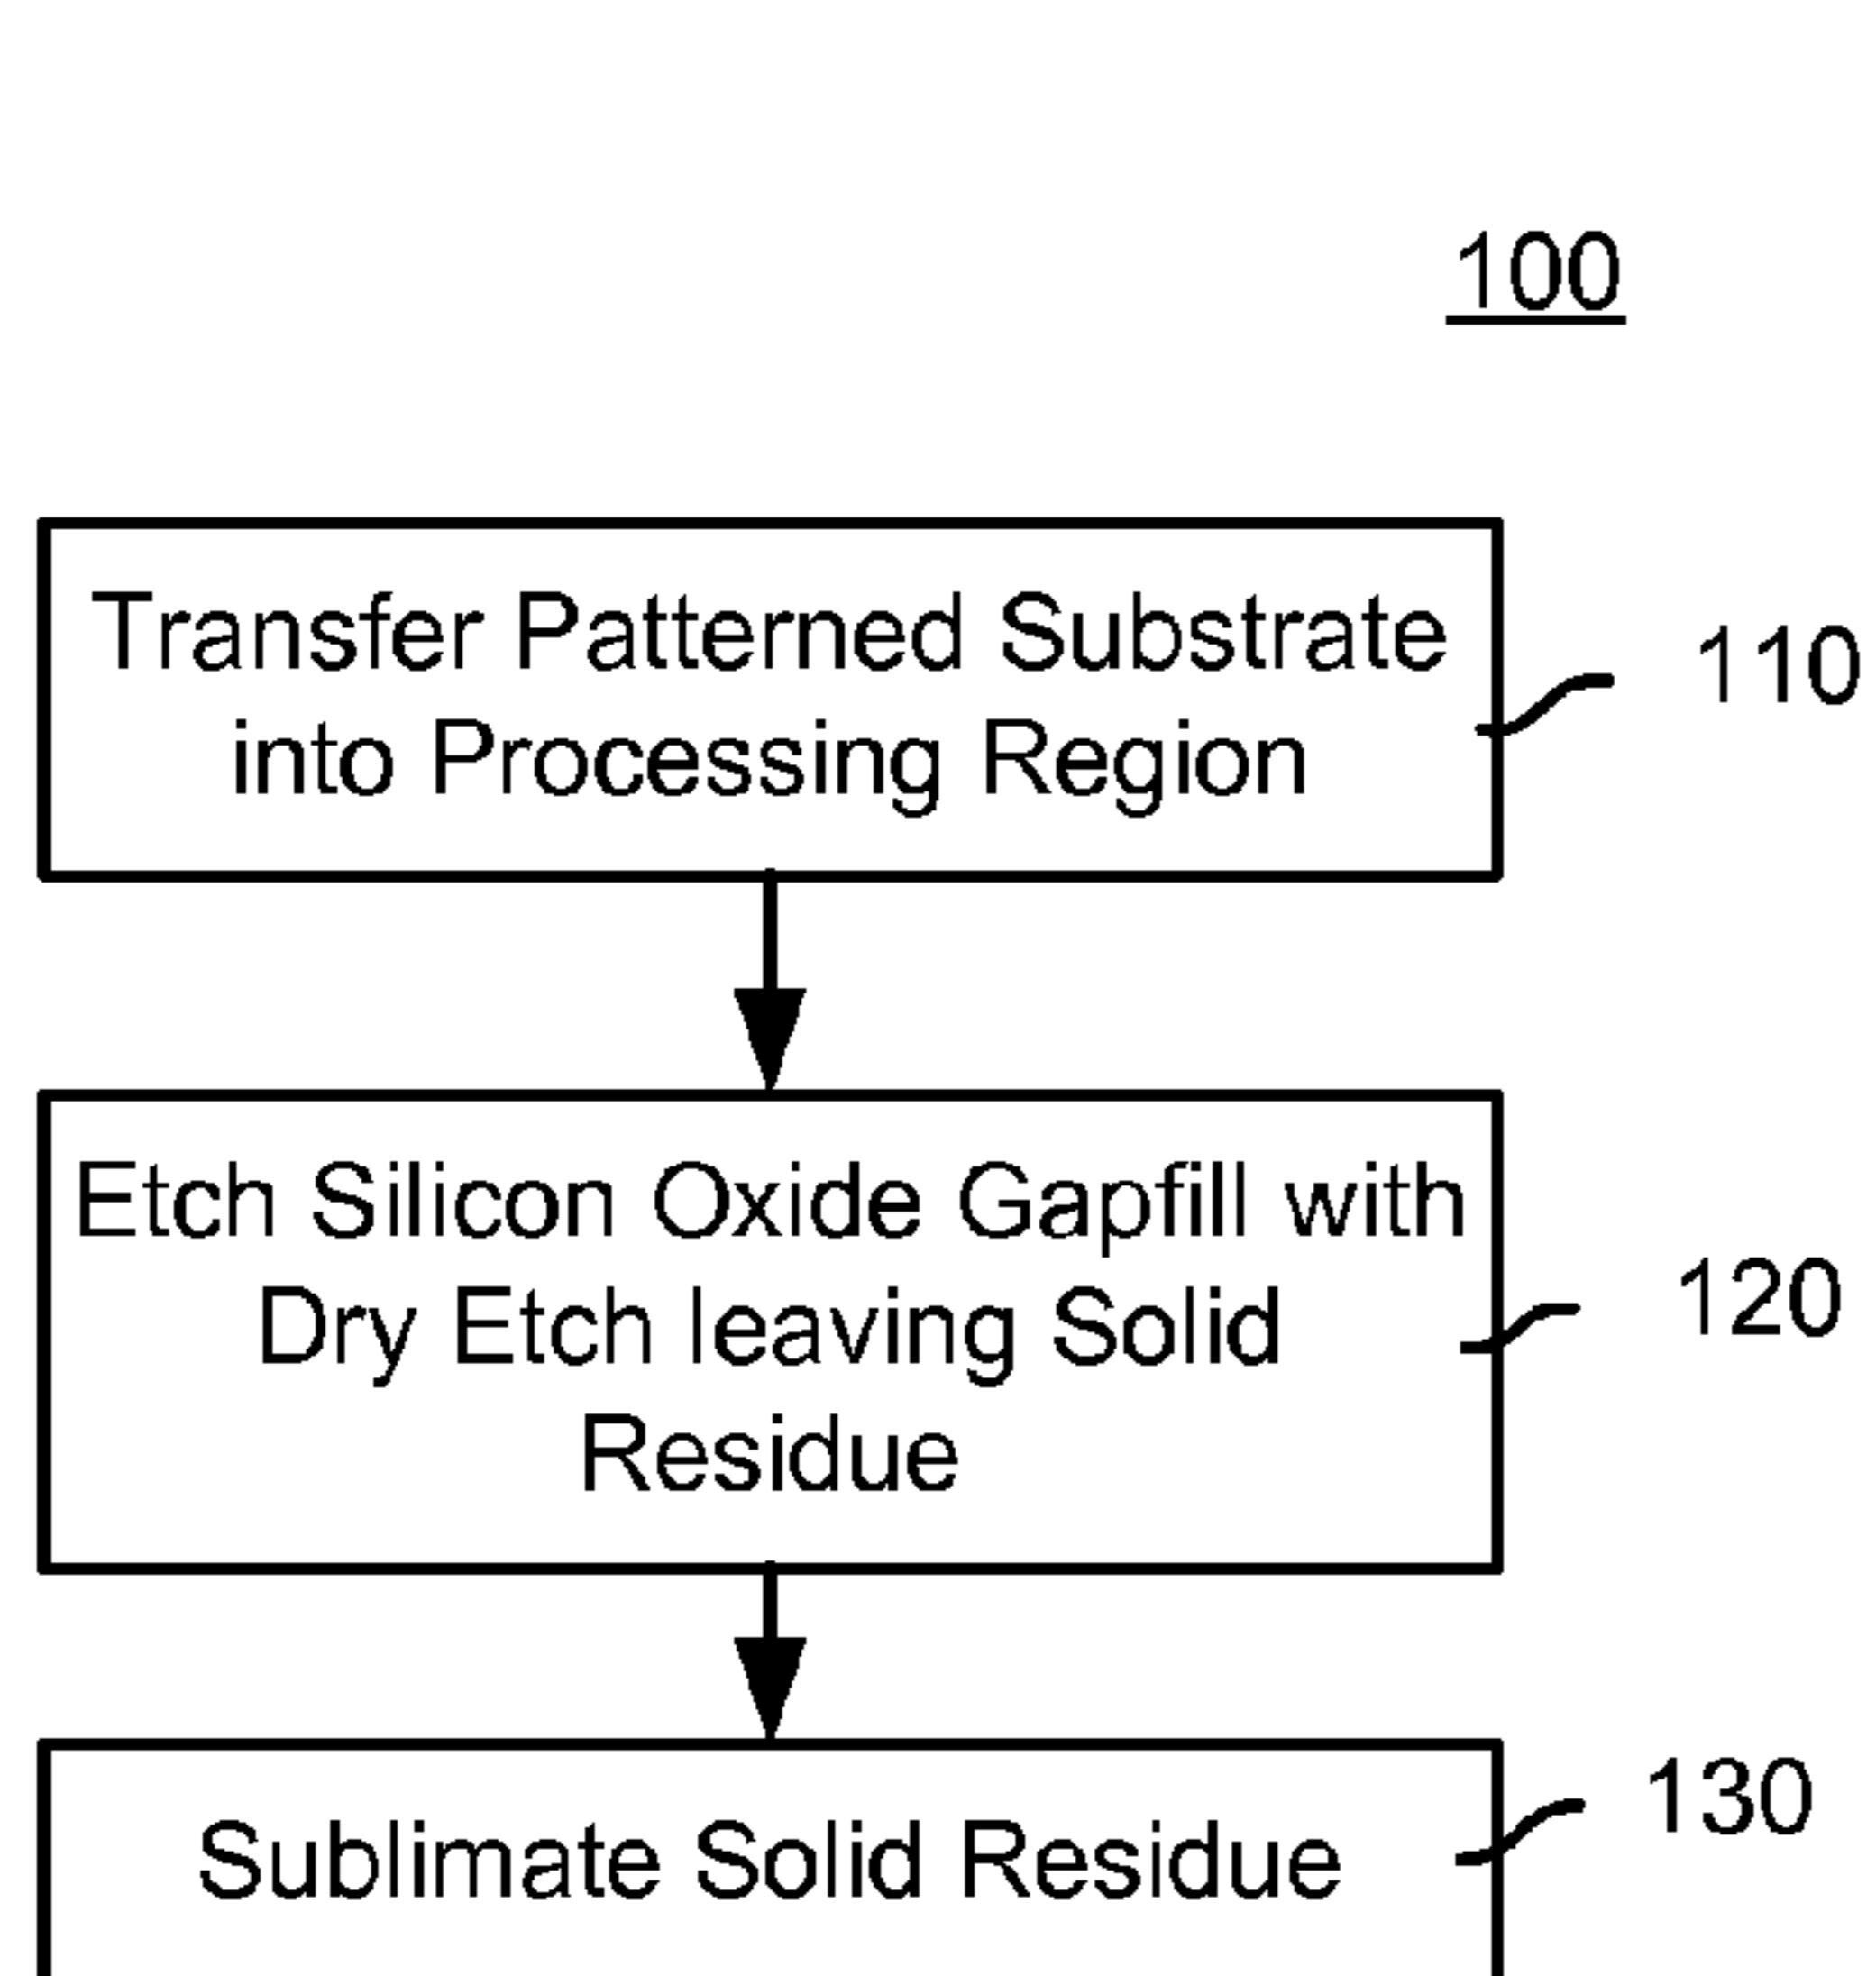 100
Transfer Patterned Substrate
into Processing Region
110
Etch Silicon Oxide Gapfill with
Dry Etch leaving Solid
Residue
120
Sublimate Solid Residue
130